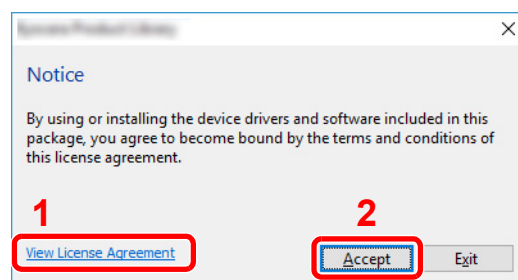 Notice
By using or installing the device drivers and software included in this
package, you agree to become bound by the terms and conditions of
this license agreement.
1
2
View License Agreement
Accept
Exit